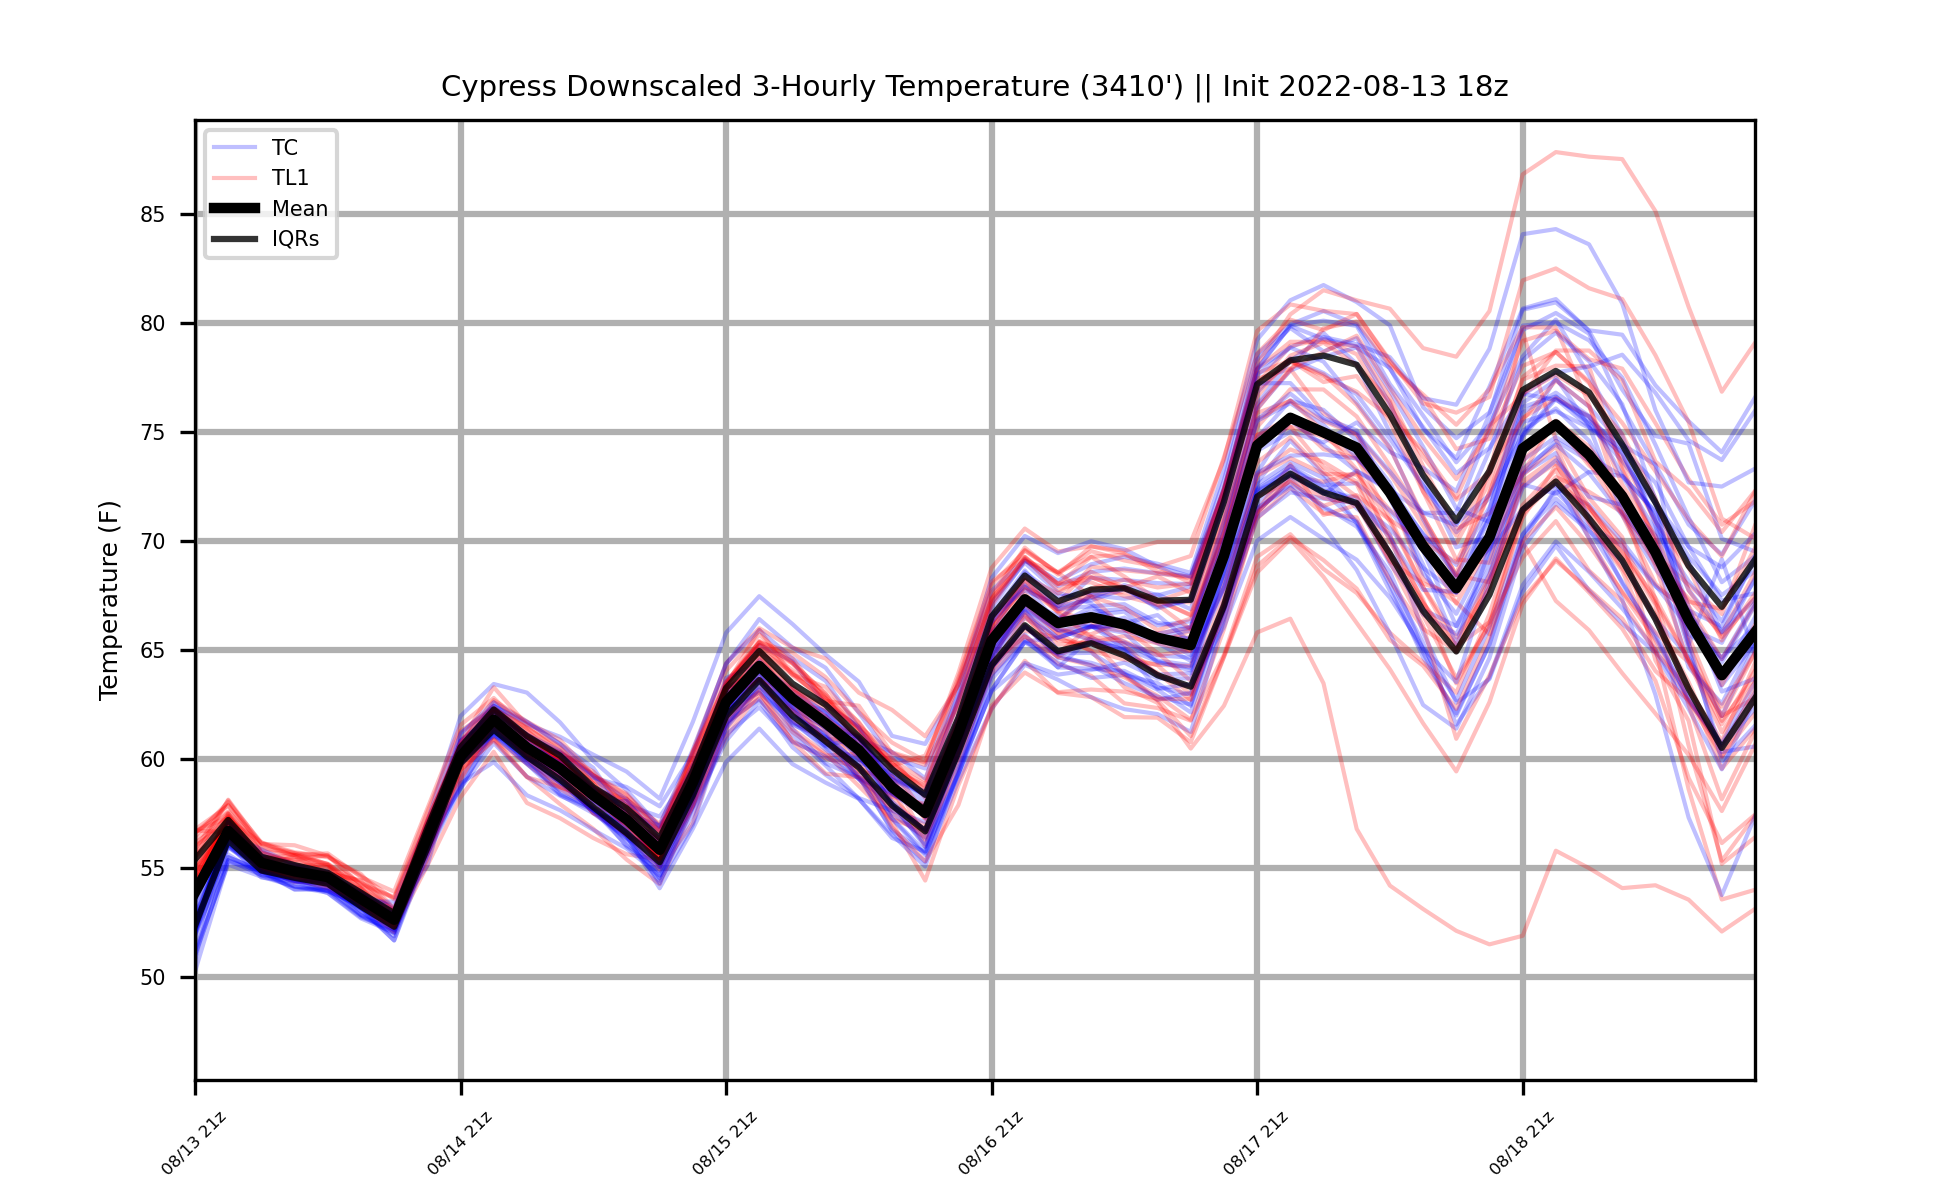 Cypress Downscaled 3-Hourly Temperature (3410') || Init 2022-08-13 18z
TC
TL1
Mean
IQRs
85
80
75
70
65
60
55
50
Temperature (F)
08/13 21z
08/14 21z
08/15 21z
08/16 21z
08/17 21z
08/18 21z